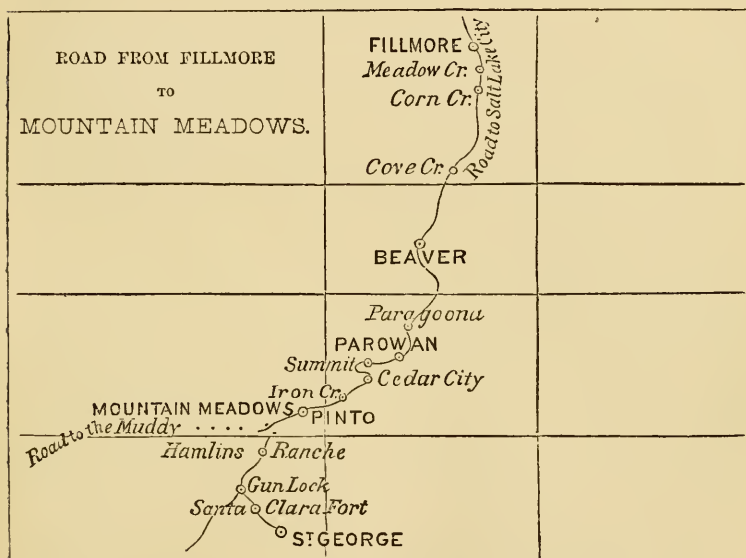 ROAD FROM FILLMORE
TO
MOUNTAIN MEADOWS.
FILLMORE
Meadow Cr.
Corn Cr.
Road to Salt Lake City
Cove Cr.
BEAVER
Paragoona
PAROWAN
Summit
Cedar City
Iron Cr.
MOUNTAIN MEADOWS
PINTO
Road to the Muddy ....
Hamlins Ranche
Gun Lock
Santa Clara Fort
ST GEORGE